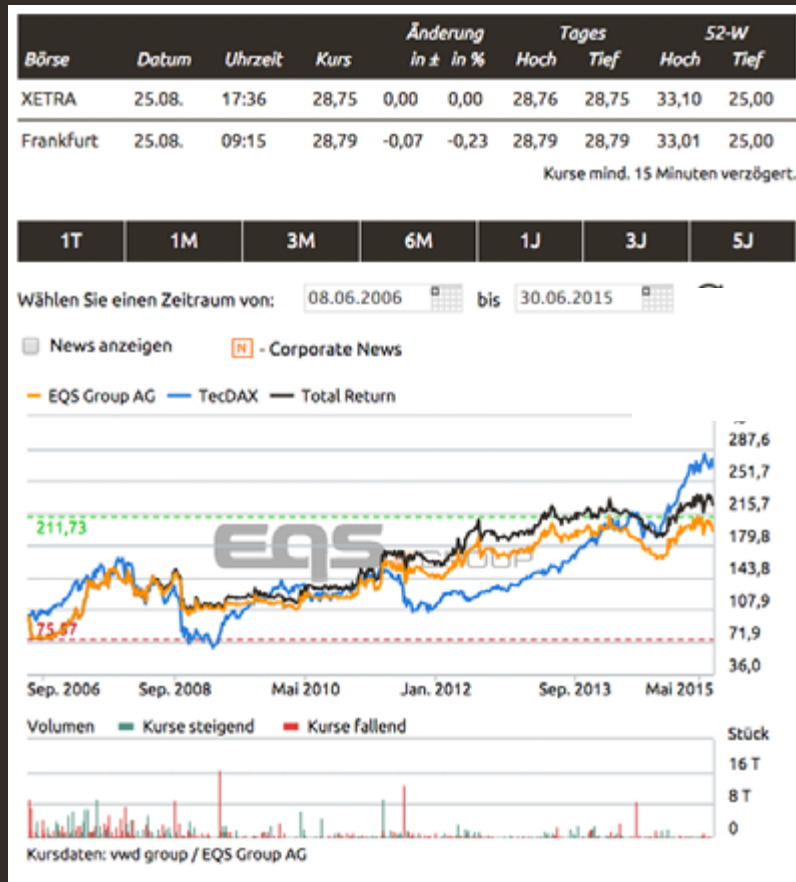 Änderung Tages 52-W
Börse Datum Uhrzeit Kurs in ± in % Hoch Tief Hoch Tief
XETRA 25.08. 17:36 28,75 0,00 0,00 28,76 28,75 33,10 25,00
Frankfurt 25.08. 09:15 28,79 -0,07 -0,23 28,79 28,79 33,01 25,00
Kurse mind. 15 Minuten verzögert.
1T 1M 3M 6M 1J 3J 5J
Wählen Sie einen Zeitraum von: 08.06.2006 bis 30.06.2015
News anzeigen N - Corporate News
EQS Group AG TecDAX Total Return
287,6
251,7
215,7
211,73
179,8
EQS GROUP
143,8
107,9
75,87
71,9
36,0
Sep. 2006 Sep. 2008 Mai 2010 Jan. 2012 Sep. 2013 Mai 2015
Volumen Kurse steigend Kurse fallend Stück
16 T
8 T
0
Kursdaten: vwd group / EQS Group AG